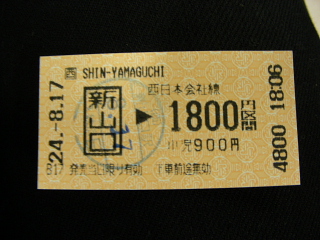 西 SHIN-YAMAGUCHI
新山口 ▶ 西日本会社線
1800円区間
小児900円
24.-8.17
817 発売当日限り有効 下車前途無効
4800 18:06